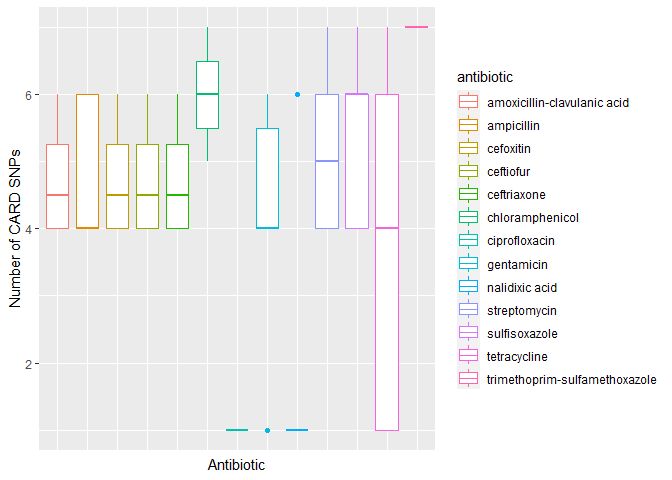 6
4
2
Number of CARD SNPs
Antibiotic
antibiotic
amoxicillin-clavulanic acid
ampicillin
cefoxitin
ceftiofur
ceftriaxone
chloramphenicol
ciprofloxacin
gentamicin
nalidixic acid
streptomycin
sulfisoxazole
tetracycline
trimethoprim-sulfamethoxazole